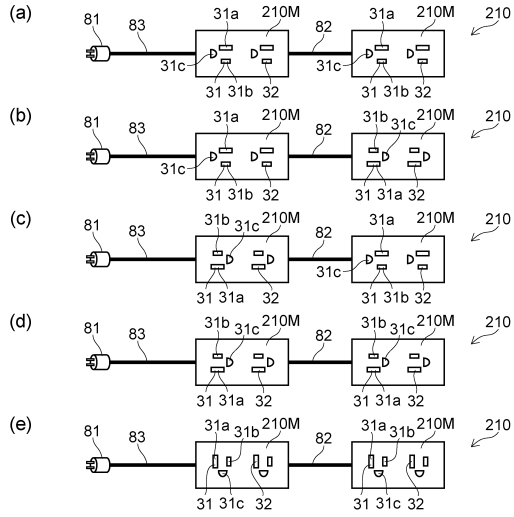 (a)
81 83 31a 210M 82 31a 210M 210
31c 31c
31 31b 32 31 31b 32
(b)
81 83 31a 210M 82 31b 31c 210M 210
31c
31 31b 32 31 31a 32
(c)
81 83 31b 31c 210M 82 31a 210M 210
31c
31 31a 32 31 31b 32
(d)
81 83 31b 31c 210M 82 31b 31c 210M 210
31 31a 32 31 31a 32
(e)
81 83 31a 31b 210M 82 31a 31b 210M 210
31 31c 32 31 31c 32